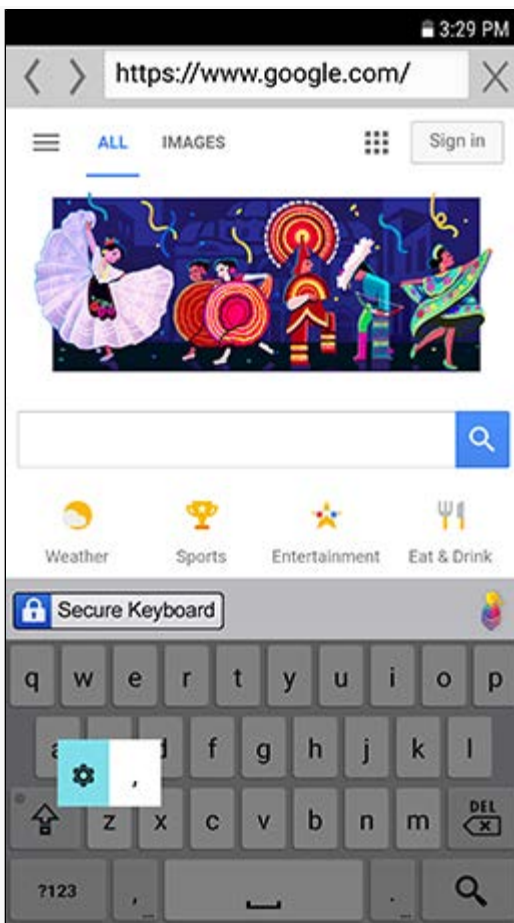 3:29 PM
https://www.google.com/
ALL IMAGES
Sign in
Weather Sports Entertainment Eat & Drink
Secure Keyboard
q w e r t y u i o p
a d f g h j k l
,
z x c v b n m DEL
?123 , .